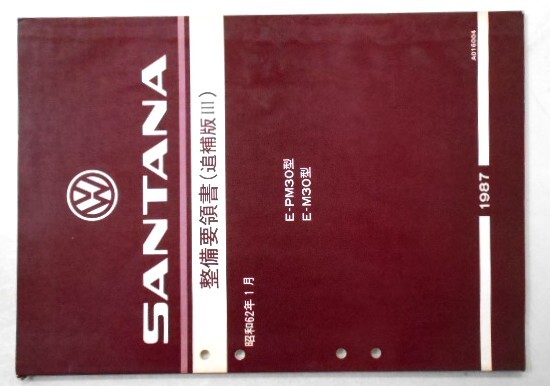 SANTANA
整備要領書(追補版III)
E-PM30型
E-M30型
昭和62年1月
1987
A016004